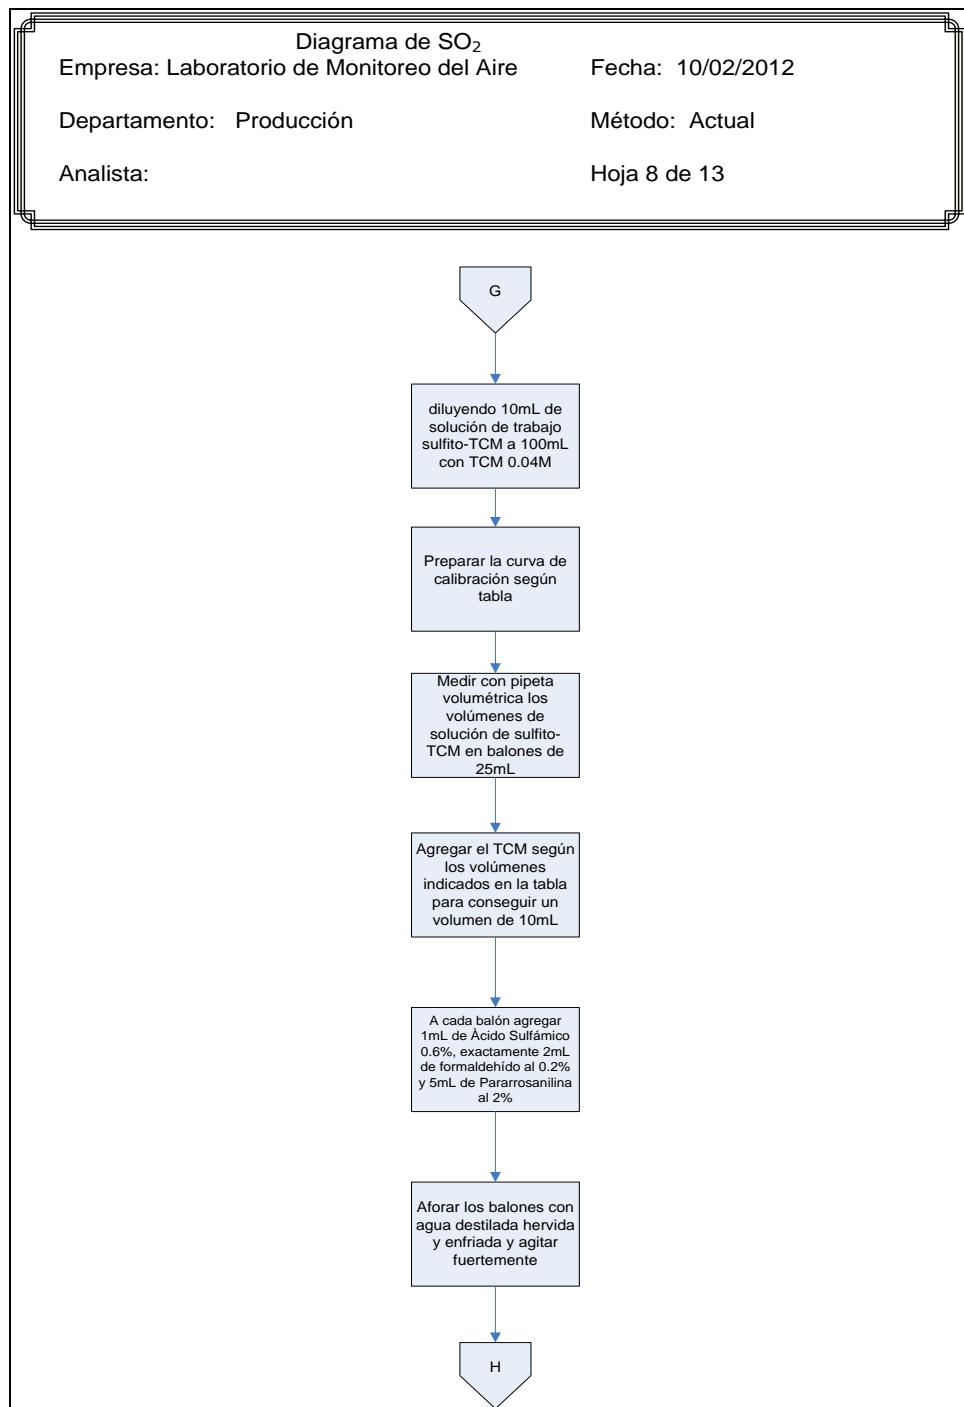 Diagrama de SO₂
Empresa: Laboratorio de Monitoreo del Aire Fecha: 10/02/2012
Departamento: Producción Método: Actual
Analista: Hoja 8 de 13
G
diluyendo 10mL de
solución de trabajo
sulfito-TCM a 100mL
con TCM 0.04M
Preparar la curva de
calibración según
tabla
Medir con pipeta
volumétrica los
volúmenes de
solución de sulfito-
TCM en balones de
25mL
Agregar el TCM según
los volúmenes
indicados en la tabla
para conseguir un
volumen de 10mL
A cada balón agregar
1mL de Àcido Sulfámico
0.6%, exactamente 2mL
de formaldehído al 0.2%
y 5mL de Pararrosanilina
al 2%
Aforar los balones con
agua destilada hervida
y enfriada y agitar
fuertemente
H